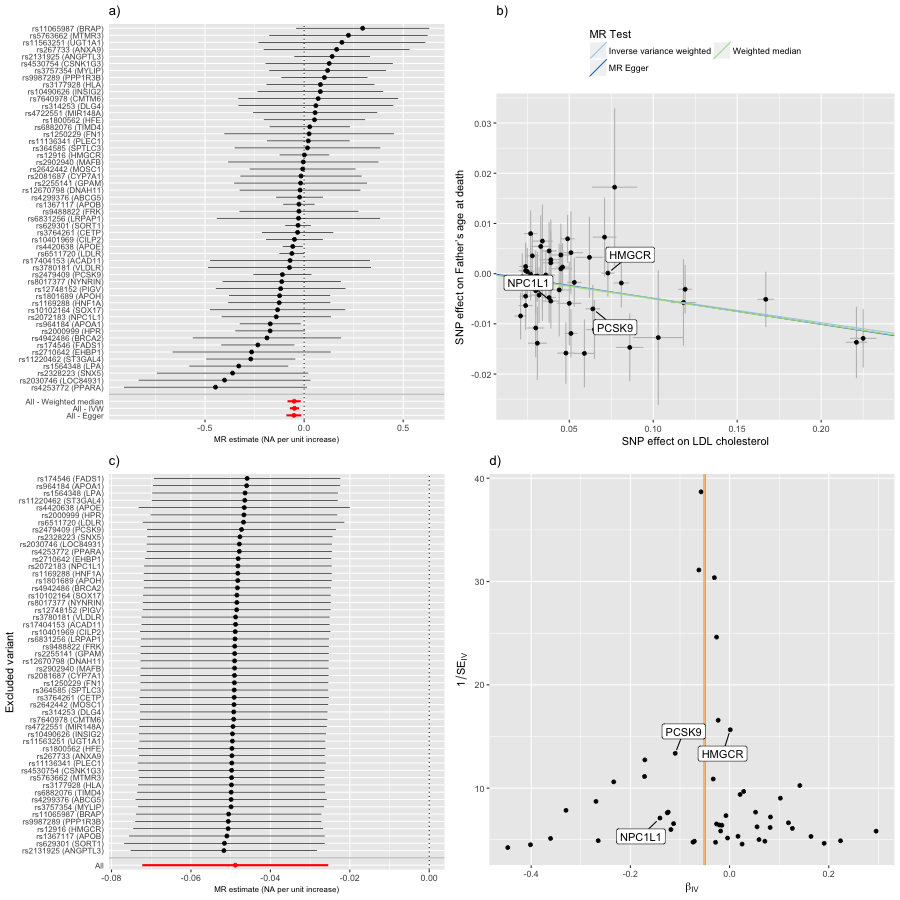 a)
rs11065987 (BRAP)
rs5763662 (MTMR3)
rs11563251 (UGT1A1)
rs267733 (ANXA9)
rs2131925 (ANGPTL3)
rs4530754 (CSNK1G3)
rs3757354 (MYLIP)
rs9987289 (PPP1R3B)
rs3177928 (HLA)
rs10490626 (INSIG2)
rs7640978 (CMTM6)
rs314253 (DLG4)
rs4722551 (MIR148A)
rs1800562 (HFE)
rs6882076 (TIMD4)
rs1250229 (FN1)
rs11136341 (PLEC1)
rs364585 (SPTLC3)
rs12916 (HMGCR)
rs2902940 (MAFB)
rs2642442 (MOSC1)
rs2081687 (CYP7A1)
rs2255141 (GPAM)
rs12670798 (DNAH11)
rs4299376 (ABCG5)
rs1367117 (APOB)
rs9488822 (FRK)
rs6831256 (LRPAP1)
rs629301 (SORT1)
rs3764261 (CETP)
rs10401969 (CILP2)
rs4420638 (APOE)
rs6511720 (LDLR)
rs17404153 (ACAD11)
rs3780181 (VLDLR)
rs2479409 (PCSK9)
rs8017377 (NYNRIN)
rs12748152 (PIGV)
rs1801689 (APOH)
rs1169288 (HNF1A)
rs10102164 (SOX17)
rs2072183 (NPC1L1)
rs964184 (APOA1)
rs2000999 (HPR)
rs4942486 (BRCA2)
rs174546 (FADS1)
rs2710642 (EHBP1)
rs11220462 (ST3GAL4)
rs1564348 (LPA)
rs2328223 (SNX5)
rs2030746 (LOC84931)
rs4253772 (PPARA)
All - Weighted median
All - IVW
All - Egger
-0.5 0.0 0.5
MR estimate (NA per unit increase)
b)
MR Test
Inverse variance weighted
Weighted median
MR Egger
SNP effect on Father's age at death
0.03
0.02
0.01
0.00
-0.01
-0.02
HMGCR
NPC1L1
PCSK9
0.05 0.10 0.15 0.20
SNP effect on LDL cholesterol
c)
Excluded variant
rs174546 (FADS1)
rs964184 (APOA1)
rs1564348 (LPA)
rs11220462 (ST3GAL4)
rs4420638 (APOE)
rs2000999 (HPR)
rs6511720 (LDLR)
rs2479409 (PCSK9)
rs2328223 (SNX5)
rs2030746 (LOC84931)
rs4253772 (PPARA)
rs2710642 (EHBP1)
rs2072183 (NPC1L1)
rs1169288 (HNF1A)
rs1801689 (APOH)
rs4942486 (BRCA2)
rs10102164 (SOX17)
rs8017377 (NYNRIN)
rs12748152 (PIGV)
rs3780181 (VLDLR)
rs17404153 (ACAD11)
rs10401969 (CILP2)
rs6831256 (LRPAP1)
rs9488822 (FRK)
rs2255141 (GPAM)
rs12670798 (DNAH11)
rs2902940 (MAFB)
rs2081687 (CYP7A1)
rs1250229 (FN1)
rs364585 (SPTLC3)
rs3764261 (CETP)
rs2642442 (MOSC1)
rs314253 (DLG4)
rs7640978 (CMTM6)
rs4722551 (MIR148A)
rs10490626 (INSIG2)
rs11563251 (UGT1A1)
rs1800562 (HFE)
rs267733 (ANXA9)
rs11136341 (PLEC1)
rs4530754 (CSNK1G3)
rs5763662 (MTMR3)
rs3177928 (HLA)
rs6882076 (TIMD4)
rs4299376 (ABCG5)
rs3757354 (MYLIP)
rs11065987 (BRAP)
rs9987289 (PPP1R3B)
rs12916 (HMGCR)
rs1367117 (APOB)
rs629301 (SORT1)
rs2131925 (ANGPTL3)
All
-0.08 -0.06 -0.04 -0.02 0.00
MR estimate (NA per unit increase)
d)
1/SE_IV
40
30
20
10
PCSK9
HMGCR
NPC1L1
-0.4 -0.2 0.0 0.2
β_IV